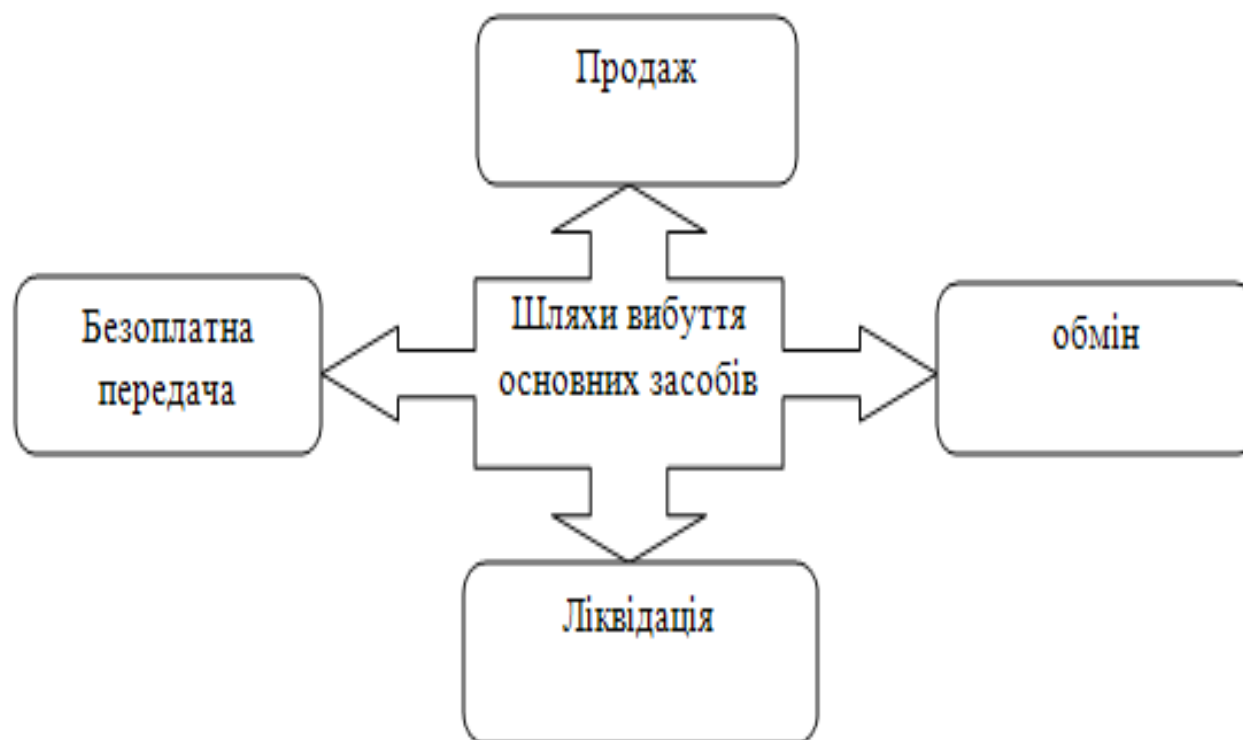 Продаж
Безоплатна
передача
Шляхи вибуття
основних засобів
обмін
Ліквідація